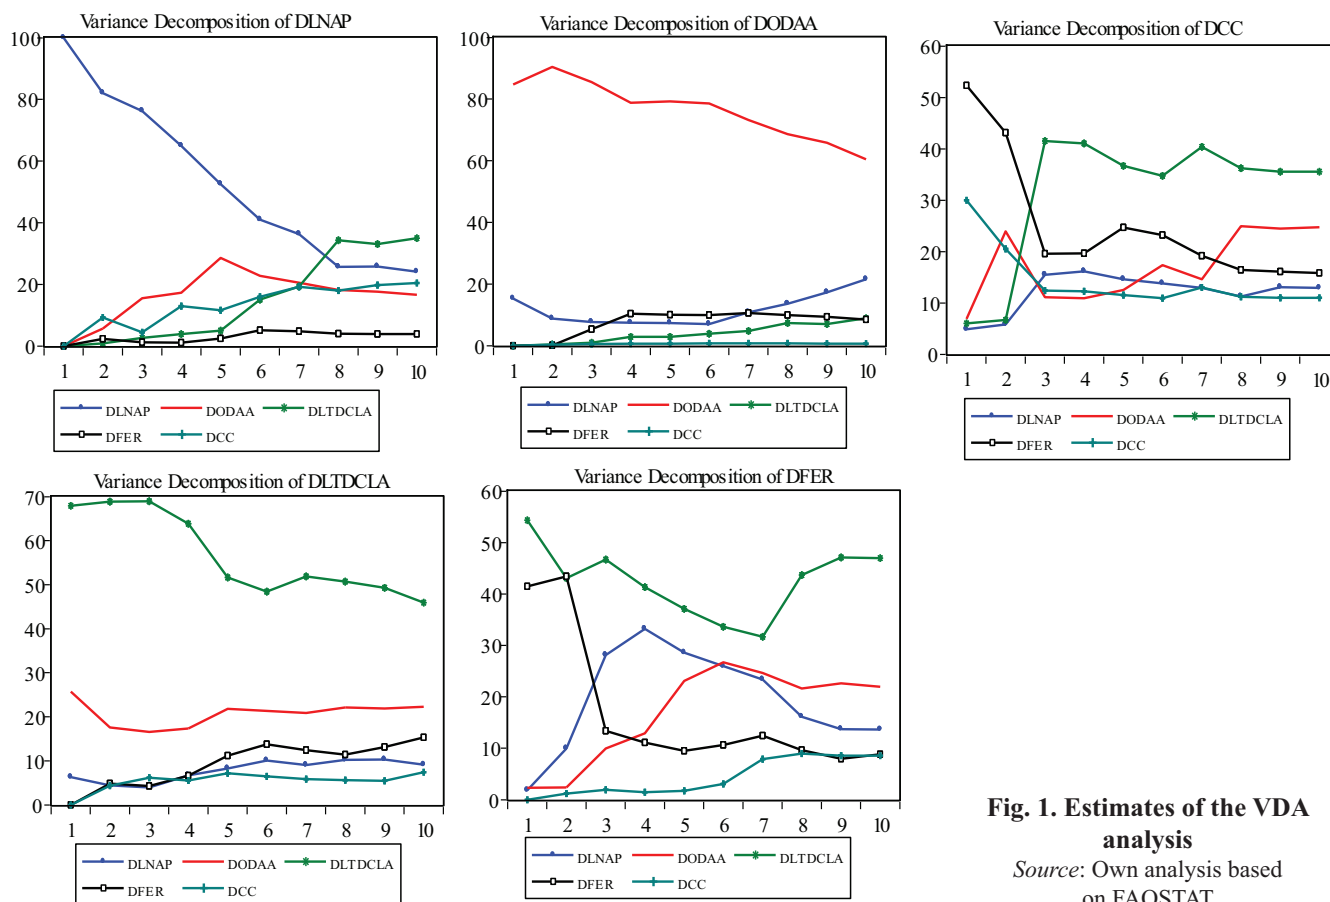 Variance Decomposition of DLNAP
100
80
60
40
20
0
1 2 3 4 5 6 7 8 9 10
DLNAP DODAA DLTDCLA
DFER DCC
Variance Decomposition of DODAA
100
80
60
40
20
0
1 2 3 4 5 6 7 8 9 10
DLNAP DODAA DLTDCLA
DFER DCC
Variance Decomposition of DCC
60
50
40
30
20
10
0
1 2 3 4 5 6 7 8 9 10
DLNAP DODAA DLTDCLA
DFER DCC
Variance Decomposition of DLTDCLA
70
60
50
40
30
20
10
0
1 2 3 4 5 6 7 8 9 10
DLNAP DODAA DLTDCLA
DFER DCC
Variance Decomposition of DFER
60
50
40
30
20
10
0
1 2 3 4 5 6 7 8 9 10
DLNAP DODAA DLTDCLA
DFER DCC
Fig. 1. Estimates of the VDA
analysis
Source: Own analysis based
on FAOSTAT